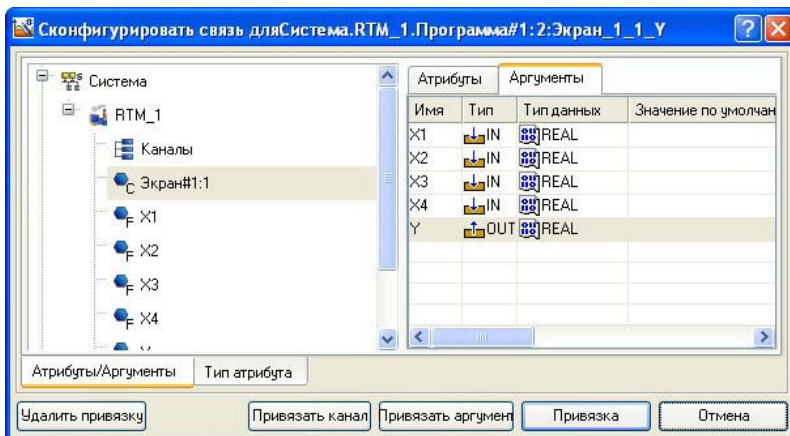 Сконфигурировать связь дляСистема.RTM_1.Программа#1:2:Экран_1_1_Y
Система
RTM_1
Каналы
C Экран#1:1
F X1
F X2
F X3
F X4
Атрибуты Аргументы
Имя Тип Тип данных Значение по умолчан
X1 IN REAL
X2 IN REAL
X3 IN REAL
X4 IN REAL
Y OUT REAL
Атрибуты/Аргументы Тип атрибута
Удалить привязку Привязать канал Привязать аргумент Привязка Отмена